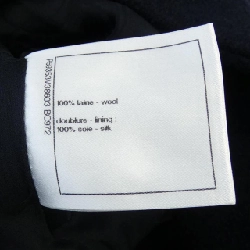 100% laine - wool
doublure - lining :
100% soie - silk